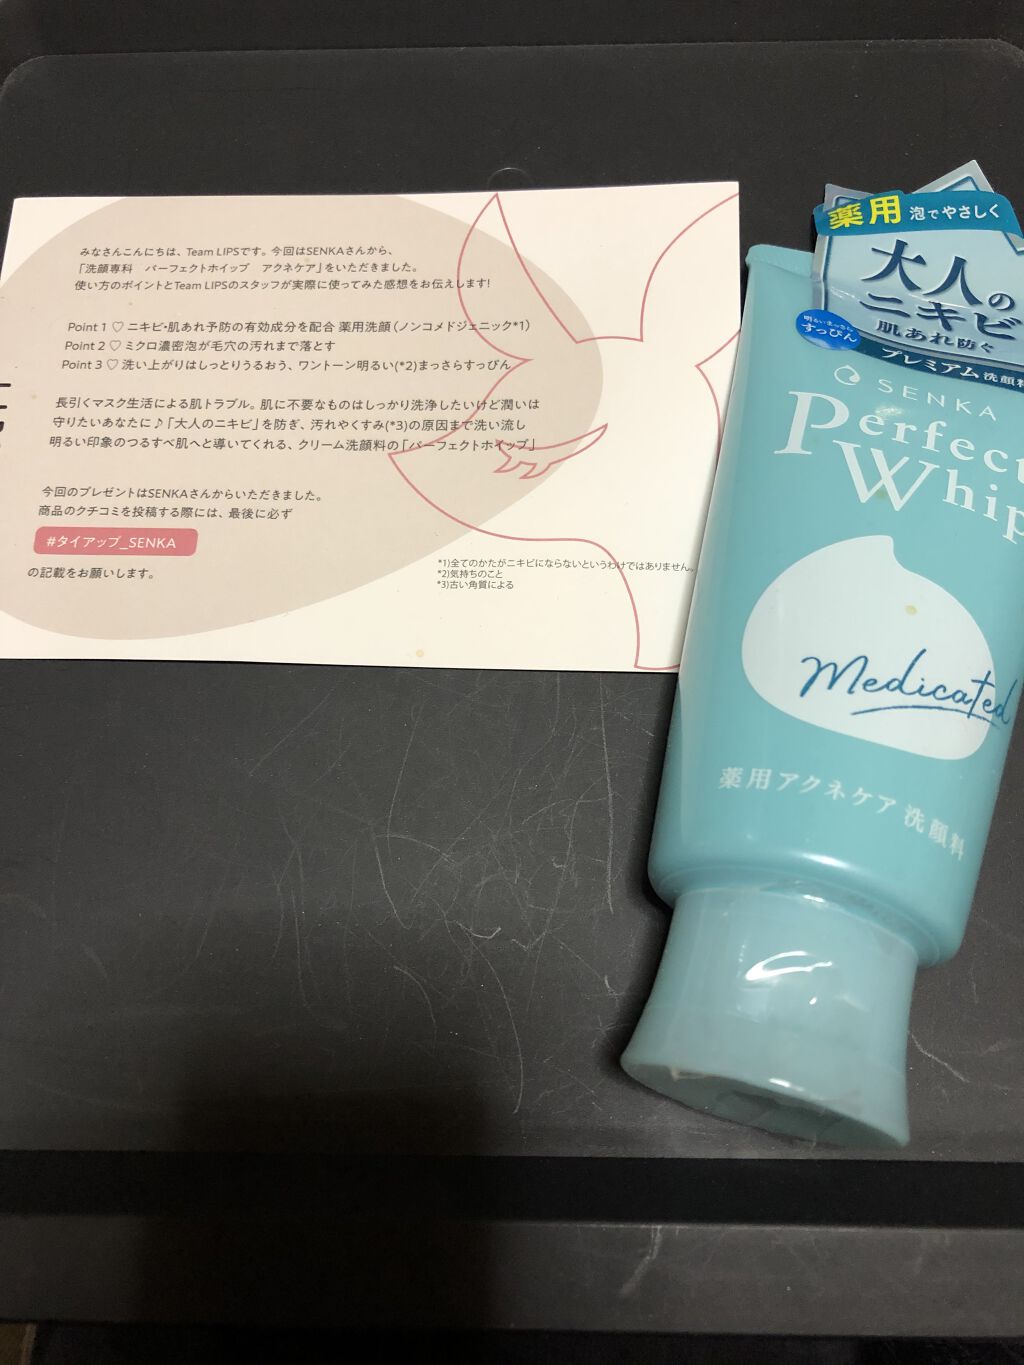 みなさんこんにちは、Team LIPSです。今回はSENKAさんから、
「洗顔専科　パーフェクトホイップ　アクネケア」をいただきました。
使い方のポイントとTeam LIPSのスタッフが実際に使ってみた感想をお伝えします!
Point 1 ♡ ニキビ・肌あれ予防の有効成分を配合 薬用洗顔(ノンコメドジェニック*1)
Point 2 ♡ ミクロ濃密泡が毛穴の汚れまで落とす
Point 3 ♡ 洗い上がりはしっとりうるおう、ワントーン明るい(*2)まっさらすっぴん
長引くマスク生活による肌トラブル。肌に不要なものはしっかり洗浄したいけど潤いは
守りたいあなたに♪「大人のニキビ」を防ぎ、汚れやくすみ(*3)の原因まで洗い流し
明るい印象のつるすべ肌へと導いてくれる、クリーム洗顔料の「パーフェクトホイップ」
今回のプレゼントはSENKAさんからいただきました。
商品のクチコミを投稿する際には、最後に必ず
#タイアップ_SENKA
の記載をお願いします。
*1)全てのかたがニキビにならないというわけではありません。
*2)気持ちのこと
*3)古い角質による
薬用 泡でやさしく
大人の
ニキビ
肌あれ防ぐ
プレミアム洗顔料
明るいまっさら
すっぴん
SENKA
Perfect
Whip
Medicated
薬用アクネケア 洗顔料